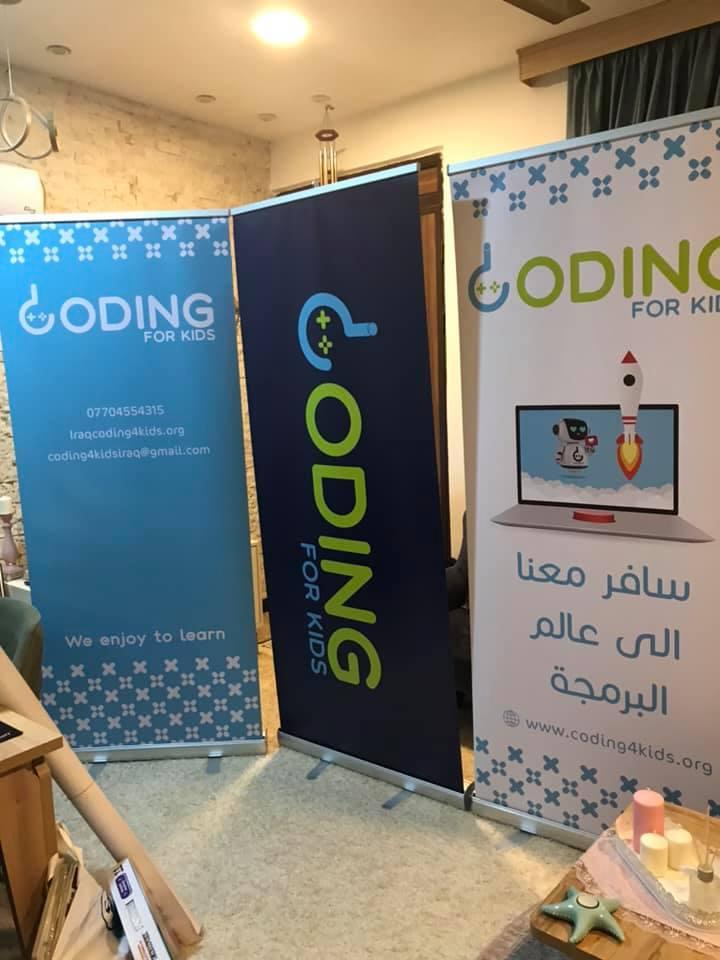 CODING
FOR KIDS
07704554315
Iraqcoding4kids.org
coding4kidsiraq@gmail.com
We enjoy to learn
CODING
FOR KIDS
CODING
FOR KID
سافر معنا
الى عالم
البرمجة
www.coding4kids.org